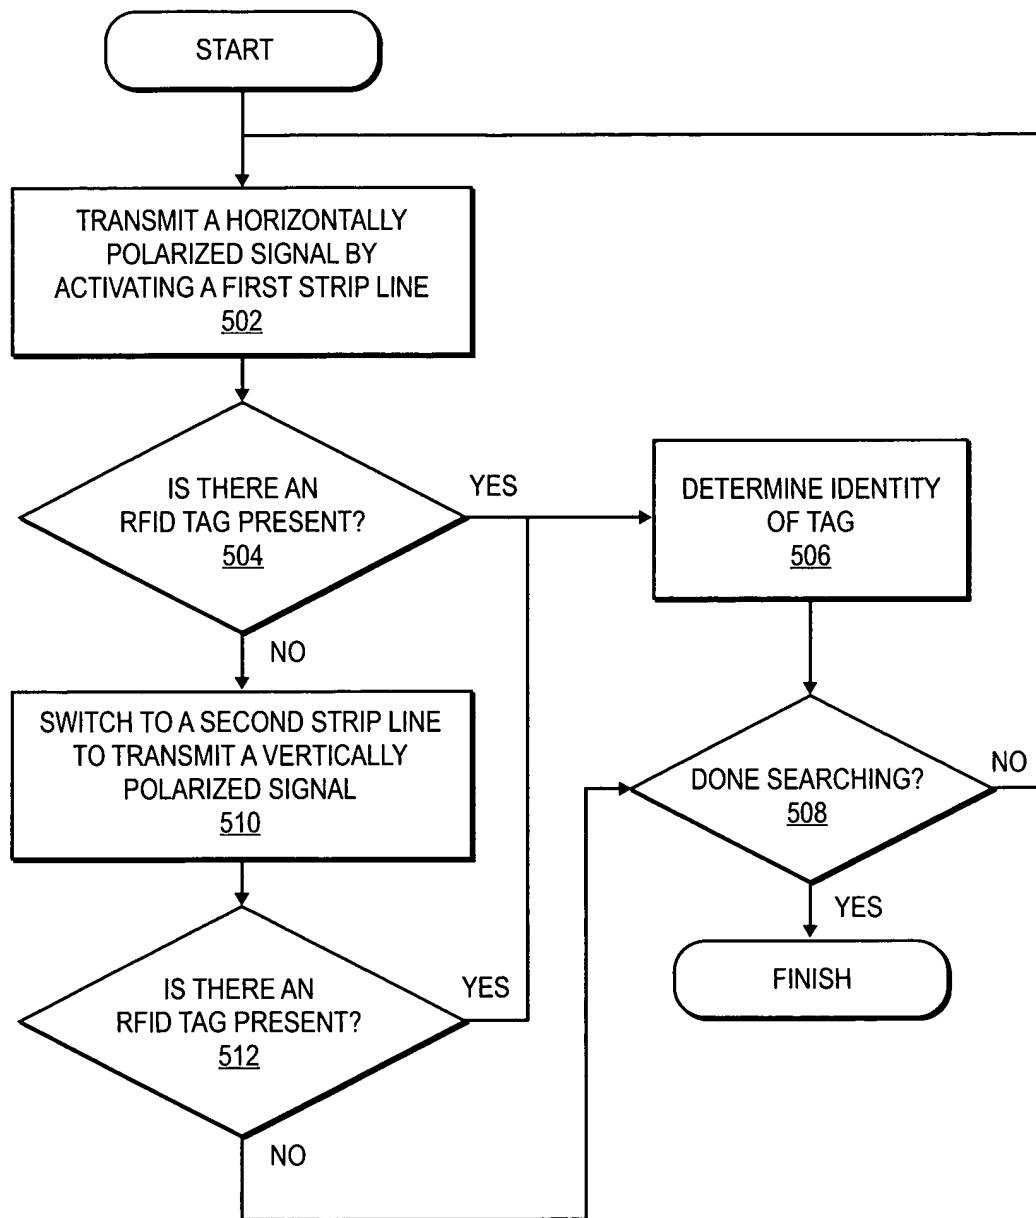 START
TRANSMIT A HORIZONTALLY
POLARIZED SIGNAL BY
ACTIVATING A FIRST STRIP LINE
502
IS THERE AN
RFID TAG PRESENT?
504
YES
NO
DETERMINE IDENTITY
OF TAG
506
SWITCH TO A SECOND STRIP LINE
TO TRANSMIT A VERTICALLY
POLARIZED SIGNAL
510
DONE SEARCHING?
508
NO
YES
IS THERE AN
RFID TAG PRESENT?
512
YES
NO
FINISH